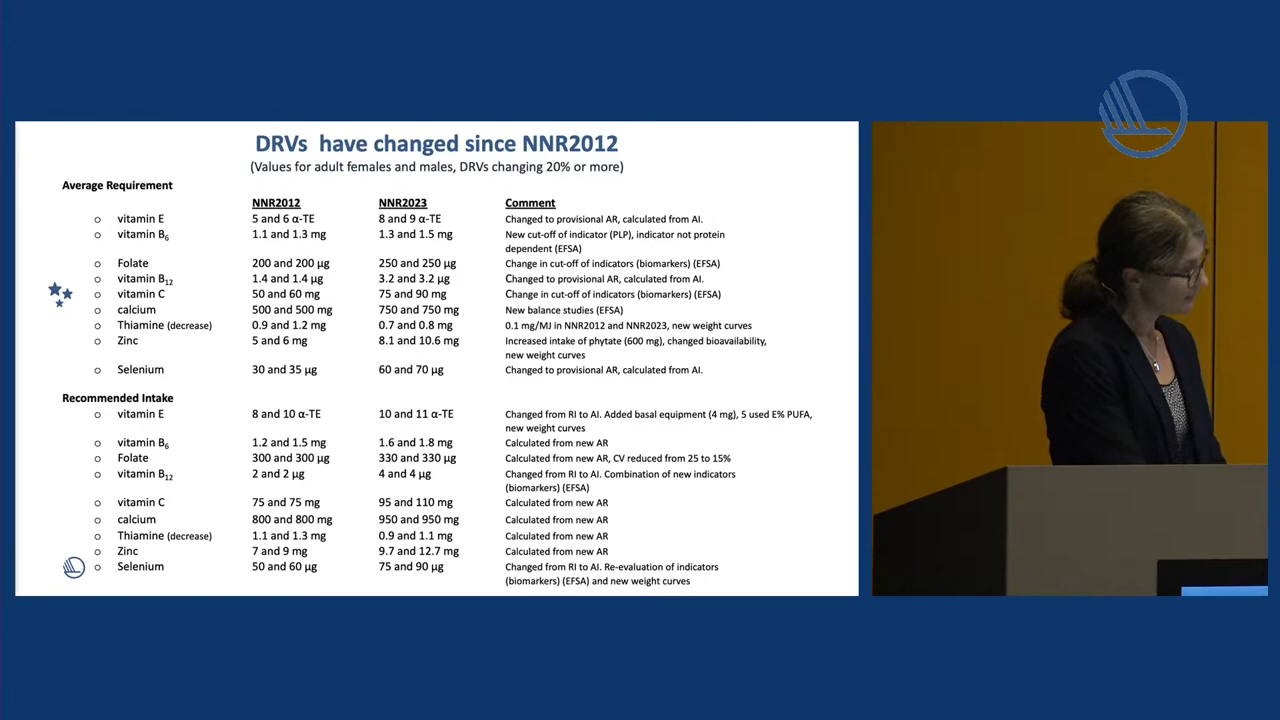 DRVs have changed since NNR2012
(Values for adult females and males, DRVs changing 20% or more)
Average Requirement
NNR2012 NNR2023 Comment
vitamin E 5 and 6 α-TE 8 and 9 α-TE Changed to provisional AR, calculated from AI.
vitamin B6 1.1 and 1.3 mg 1.3 and 1.5 mg New cut-off of indicator (PLP), indicator not protein
dependent (EFSA)
Folate 200 and 200 µg 250 and 250 µg Change in cut-off of indicators (biomarkers) (EFSA)
vitamin B12 1.4 and 1.4 µg 3.2 and 3.2 µg Changed to provisional AR, calculated from AI.
vitamin C 50 and 60 mg 75 and 90 mg Change in cut-off of indicators (biomarkers) (EFSA)
calcium 500 and 500 mg 750 and 750 mg New balance studies (EFSA)
Thiamine (decrease) 0.9 and 1.2 mg 0.7 and 0.8 mg 0.1 mg/MJ in NNR2012 and NNR2023, new weight curves
Zinc 5 and 6 mg 8.1 and 10.6 mg Increased intake of phytate (600 mg), changed bioavailability,
new weight curves
Selenium 30 and 35 µg 60 and 70 µg Changed to provisional AR, calculated from AI.
Recommended Intake
vitamin E 8 and 10 α-TE 10 and 11 α-TE Changed from RI to AI. Added basal equipment (4 mg), 5 used E% PUFA,
new weight curves
vitamin B6 1.2 and 1.5 mg 1.6 and 1.8 mg Calculated from new AR
Folate 300 and 300 µg 330 and 330 µg Calculated from new AR, CV reduced from 25 to 15%
vitamin B12 2 and 2 µg 4 and 4 µg Changed from RI to AI. Combination of new indicators
(biomarkers) (EFSA)
vitamin C 75 and 75 mg 95 and 110 mg Calculated from new AR
calcium 800 and 800 mg 950 and 950 mg Calculated from new AR
Thiamine (decrease) 1.1 and 1.3 mg 0.9 and 1.1 mg Calculated from new AR
Zinc 7 and 9 mg 9.7 and 12.7 mg Calculated from new AR
Selenium 50 and 60 µg 75 and 90 µg Changed from RI to AI. Re-evaluation of indicators
(biomarkers) (EFSA) and new weight curves